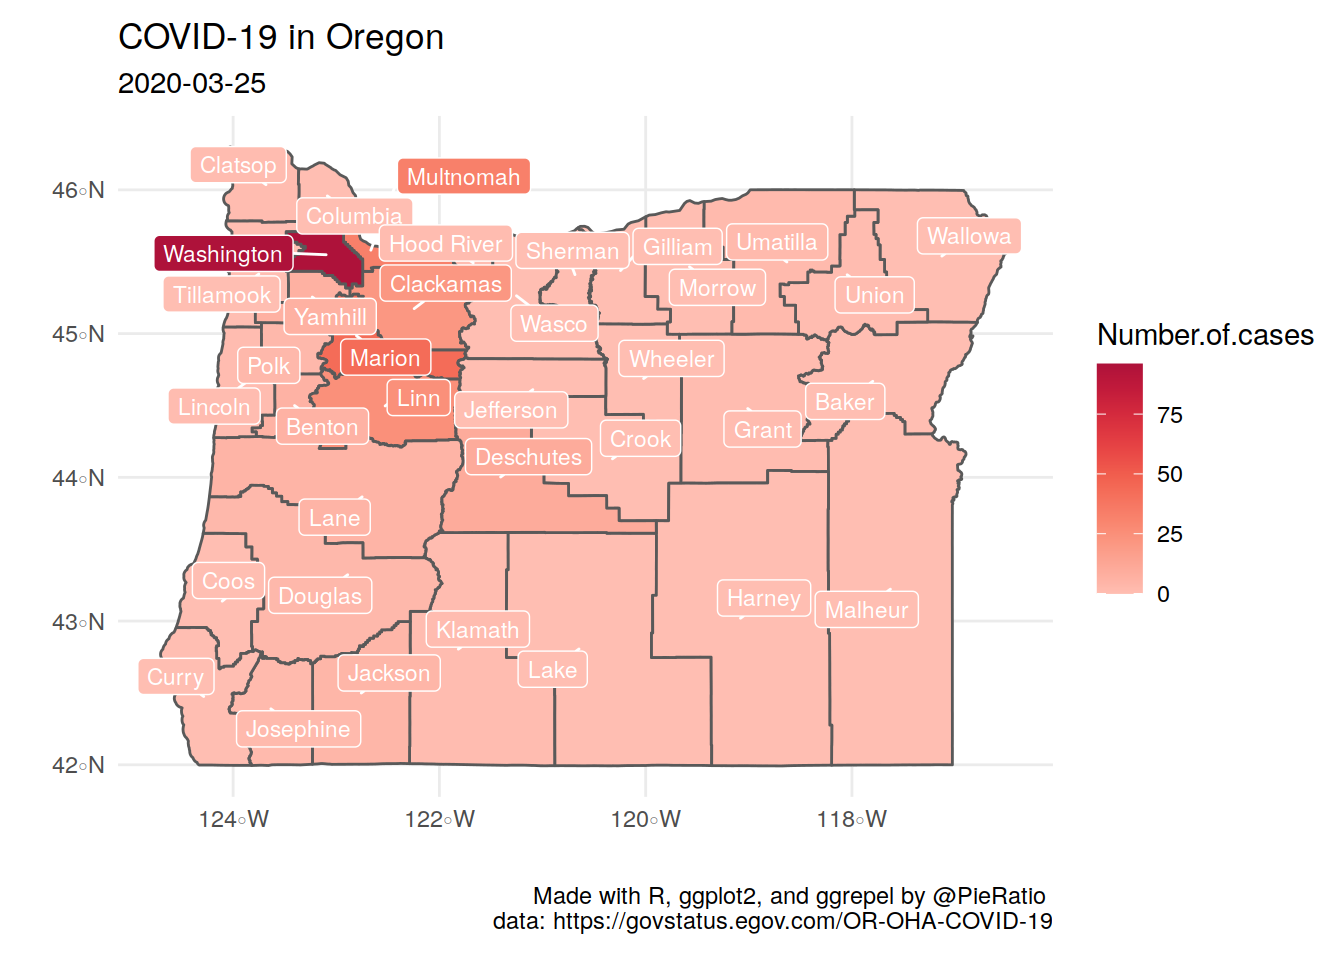 COVID-19 in Oregon
2020-03-25
Clatsop
Multnomah
46°N
Columbia
Washington
Hood River
Sherman
Gilliam
Umatilla
Wallowa
Tillamook
Clackamas
Morrow
Union
Yamhill
Wasco
45°N
Polk
Marion
Wheeler
Lincoln
Linn
Jefferson
Baker
Benton
Crook
Grant
Deschutes
44°N
Lane
Coos
Douglas
Harney
Malheur
43°N
Klamath
Curry
Jackson
Lake
Josephine
42°N
124°W
122°W
120°W
118°W
Number.of.cases
75
50
25
0
Made with R, ggplot2, and ggrepel by @PieRatio
data: https://govstatus.egov.com/OR-OHA-COVID-19